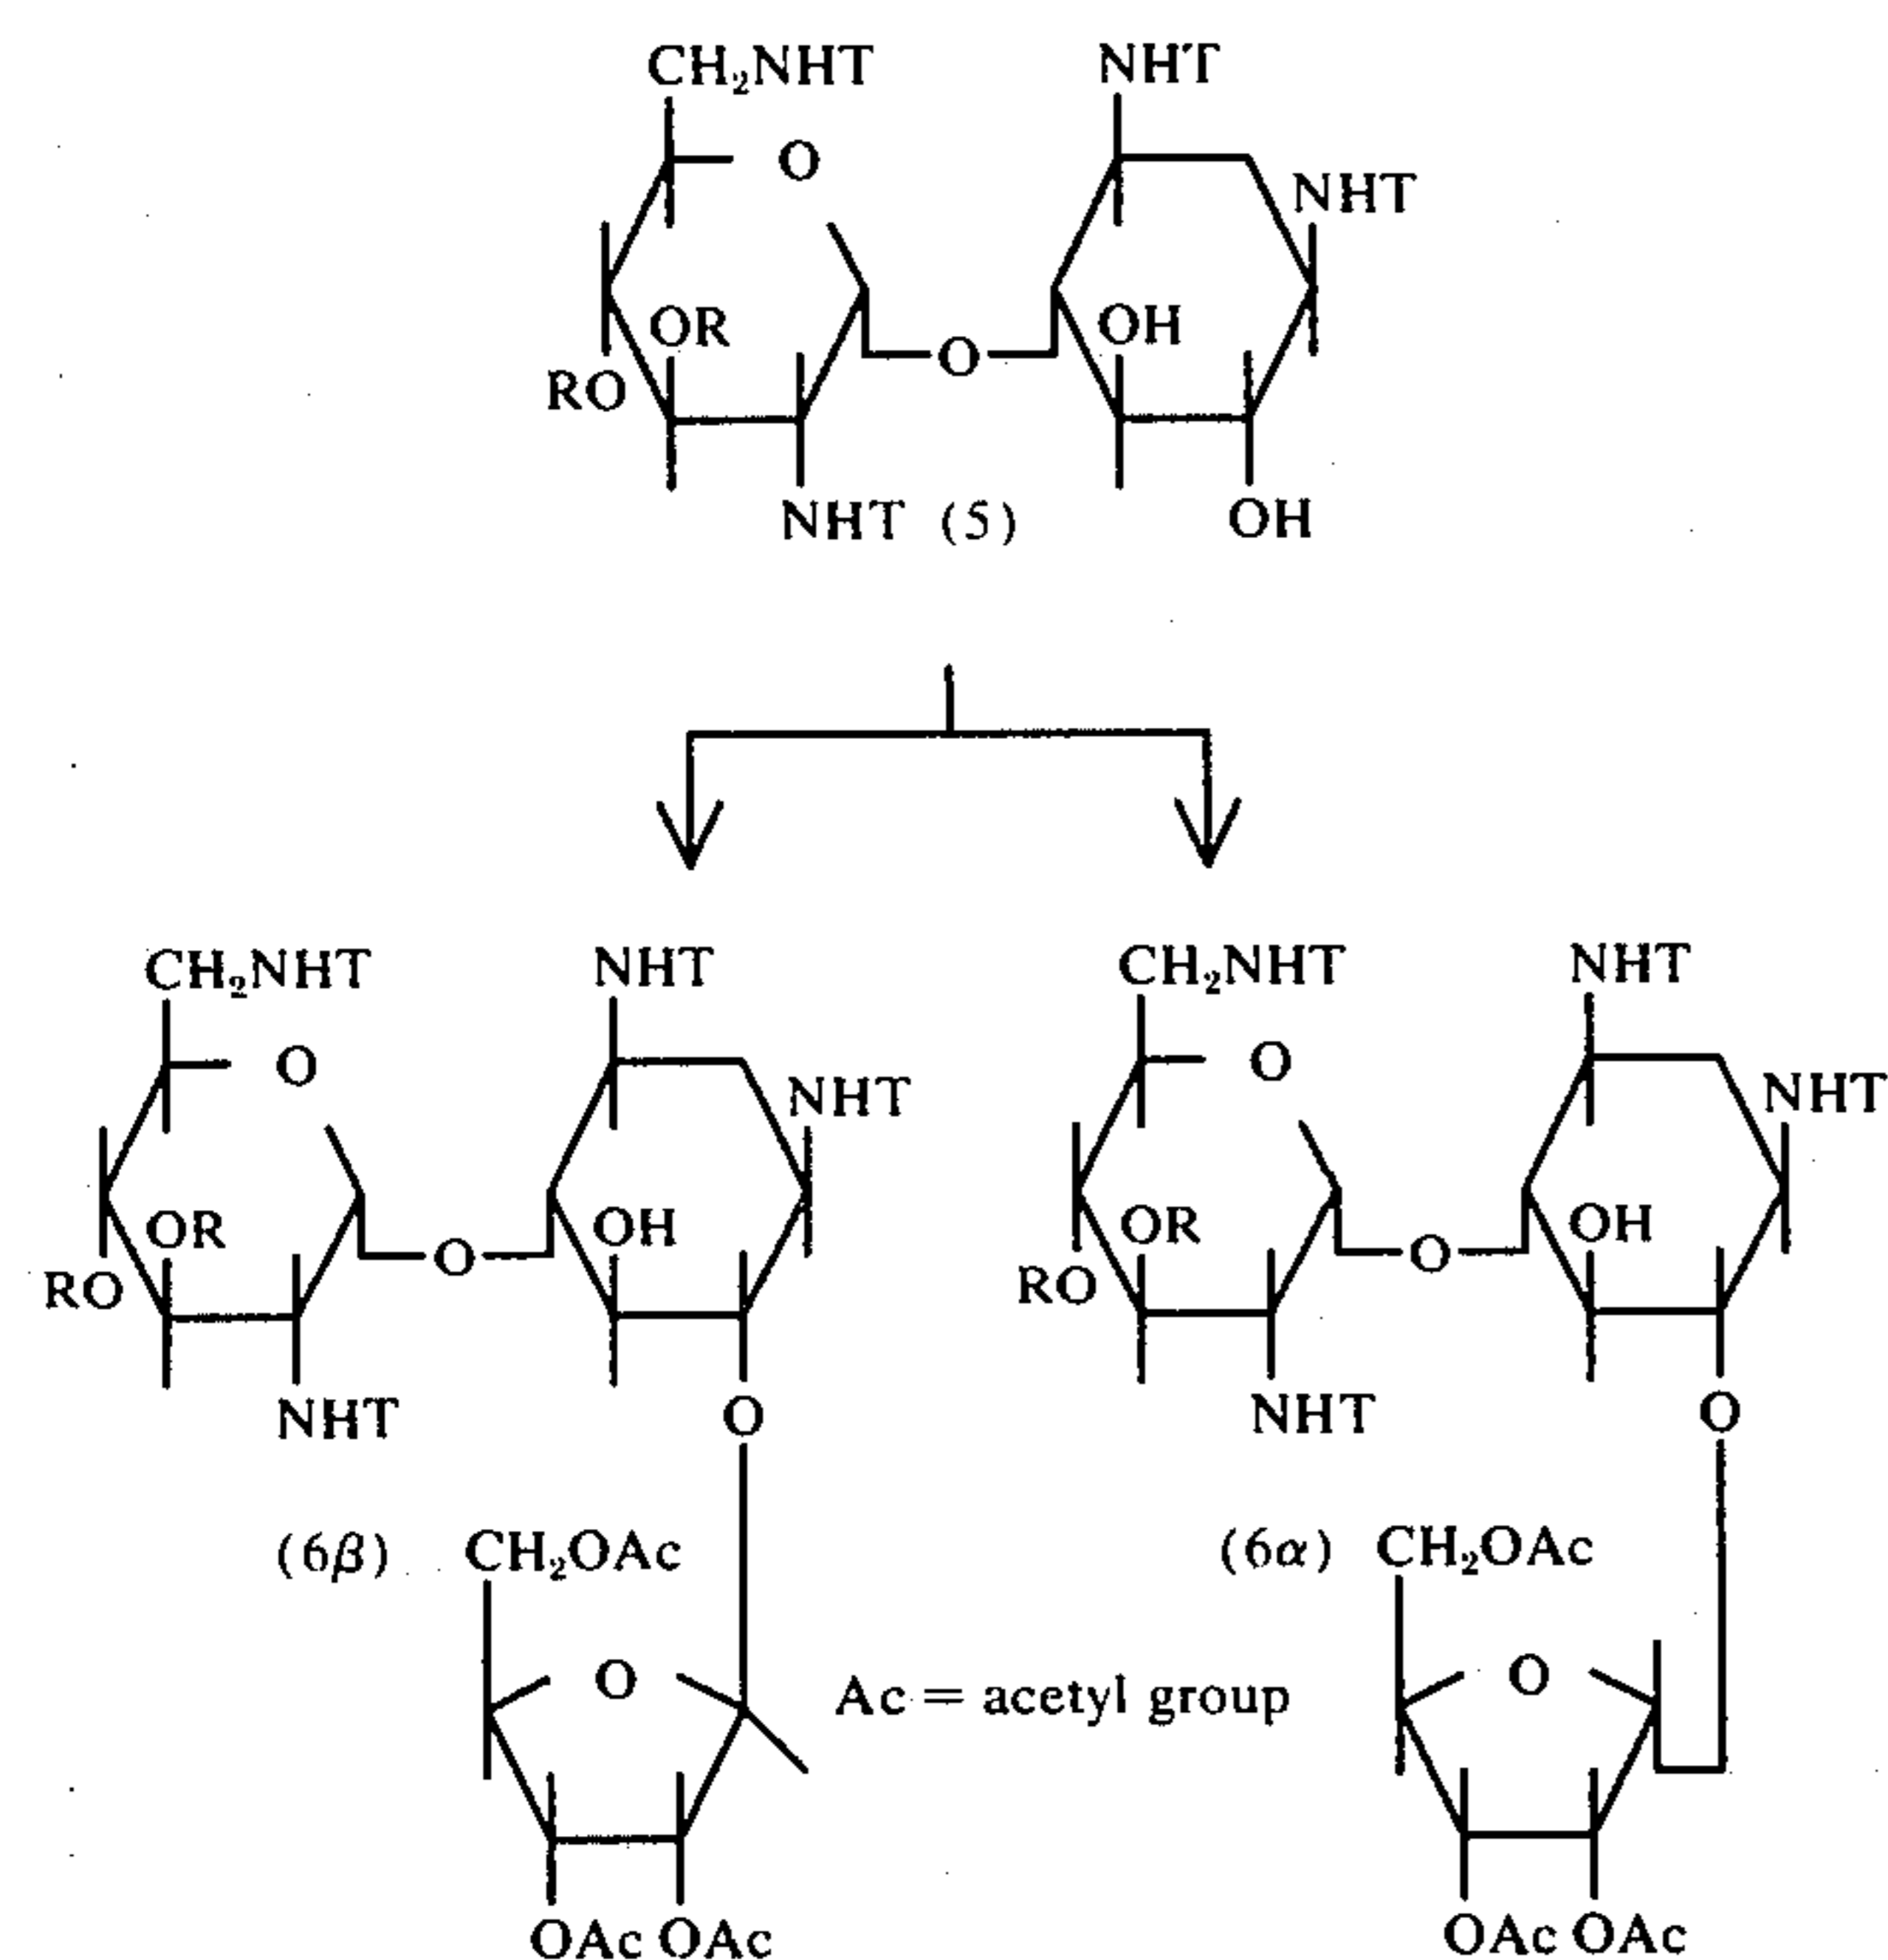 CH₂NHT NHT
O NHT
OR O OH
RO
NHT (5) OH
CH₂NHT NHT CH₂NHT NHT
O NHT O NHT
OR O OH OR O OH
RO RO
NHT O NHT O
(6β) CH₂OAc (6α) CH₂OAc
O Ac = acetyl group O
OAc OAc OAc OAc